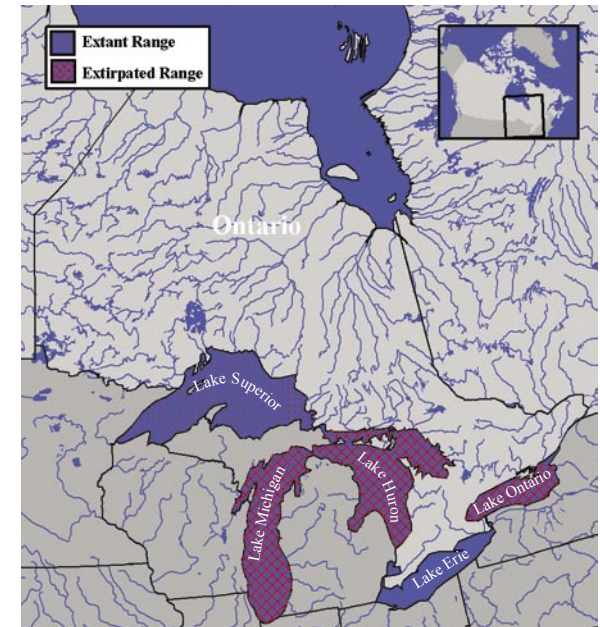 Extant Range
Extirpated Range
Ontario
Lake Superior
Lake Michigan
Lake Huron
Lake Ontario
Lake Erie